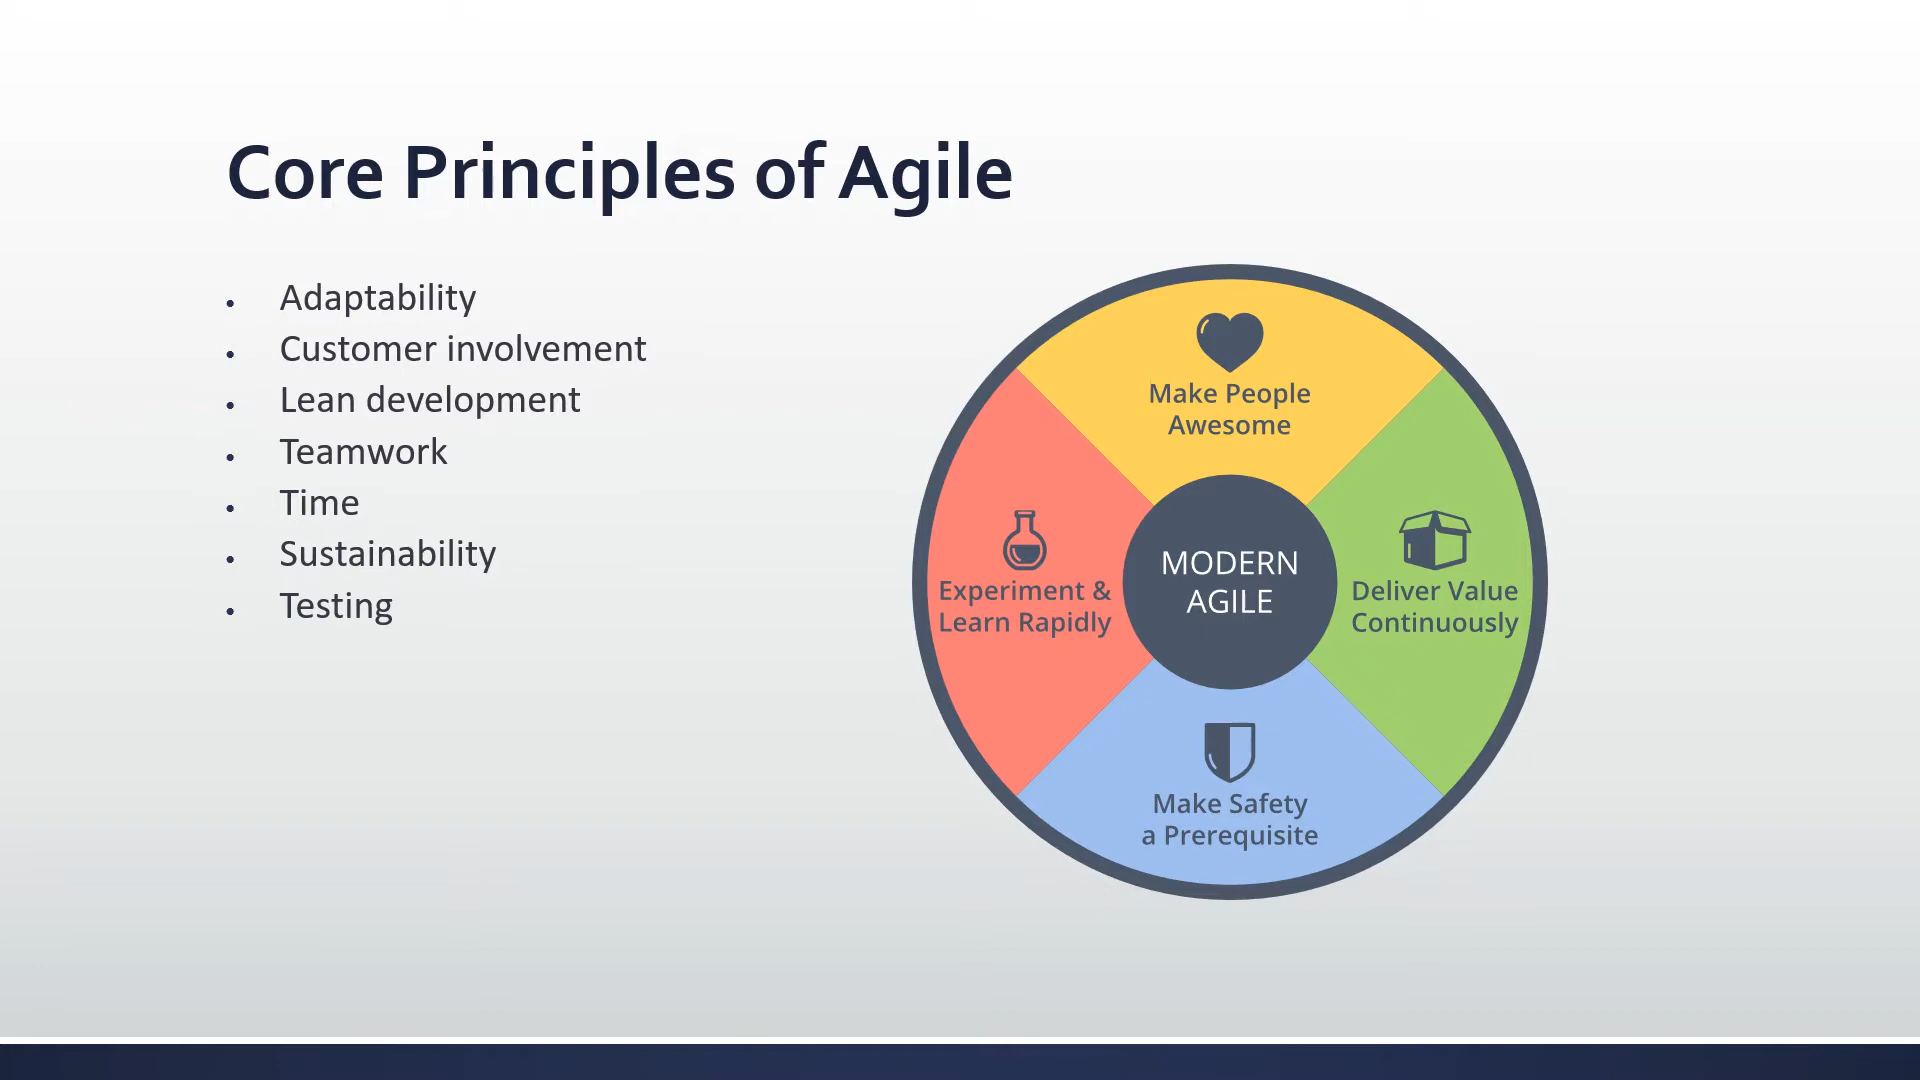 Core Principles of Agile
• Adaptability
• Customer involvement
• Lean development
• Teamwork
• Time
• Sustainability
• Testing
Make People
Awesome
Experiment &
Learn Rapidly
MODERN
AGILE
Deliver Value
Continuously
Make Safety
a Prerequisite